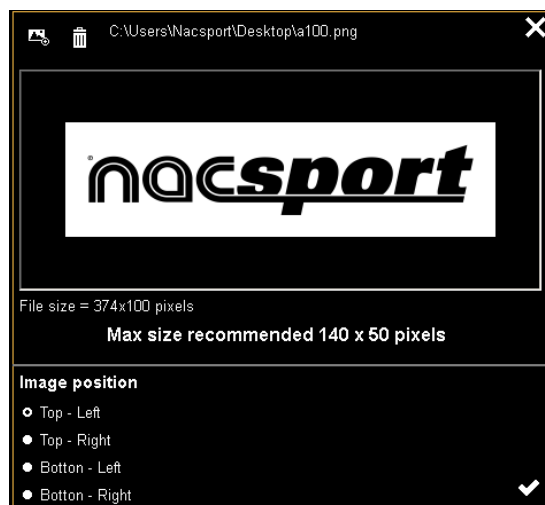 C:\Users\Nacsport\Desktop\a100.png
nacsport
File size = 374x100 pixels
Max size recommended 140 x 50 pixels
Image position
Top - Left
Top - Right
Botton - Left
Botton - Right